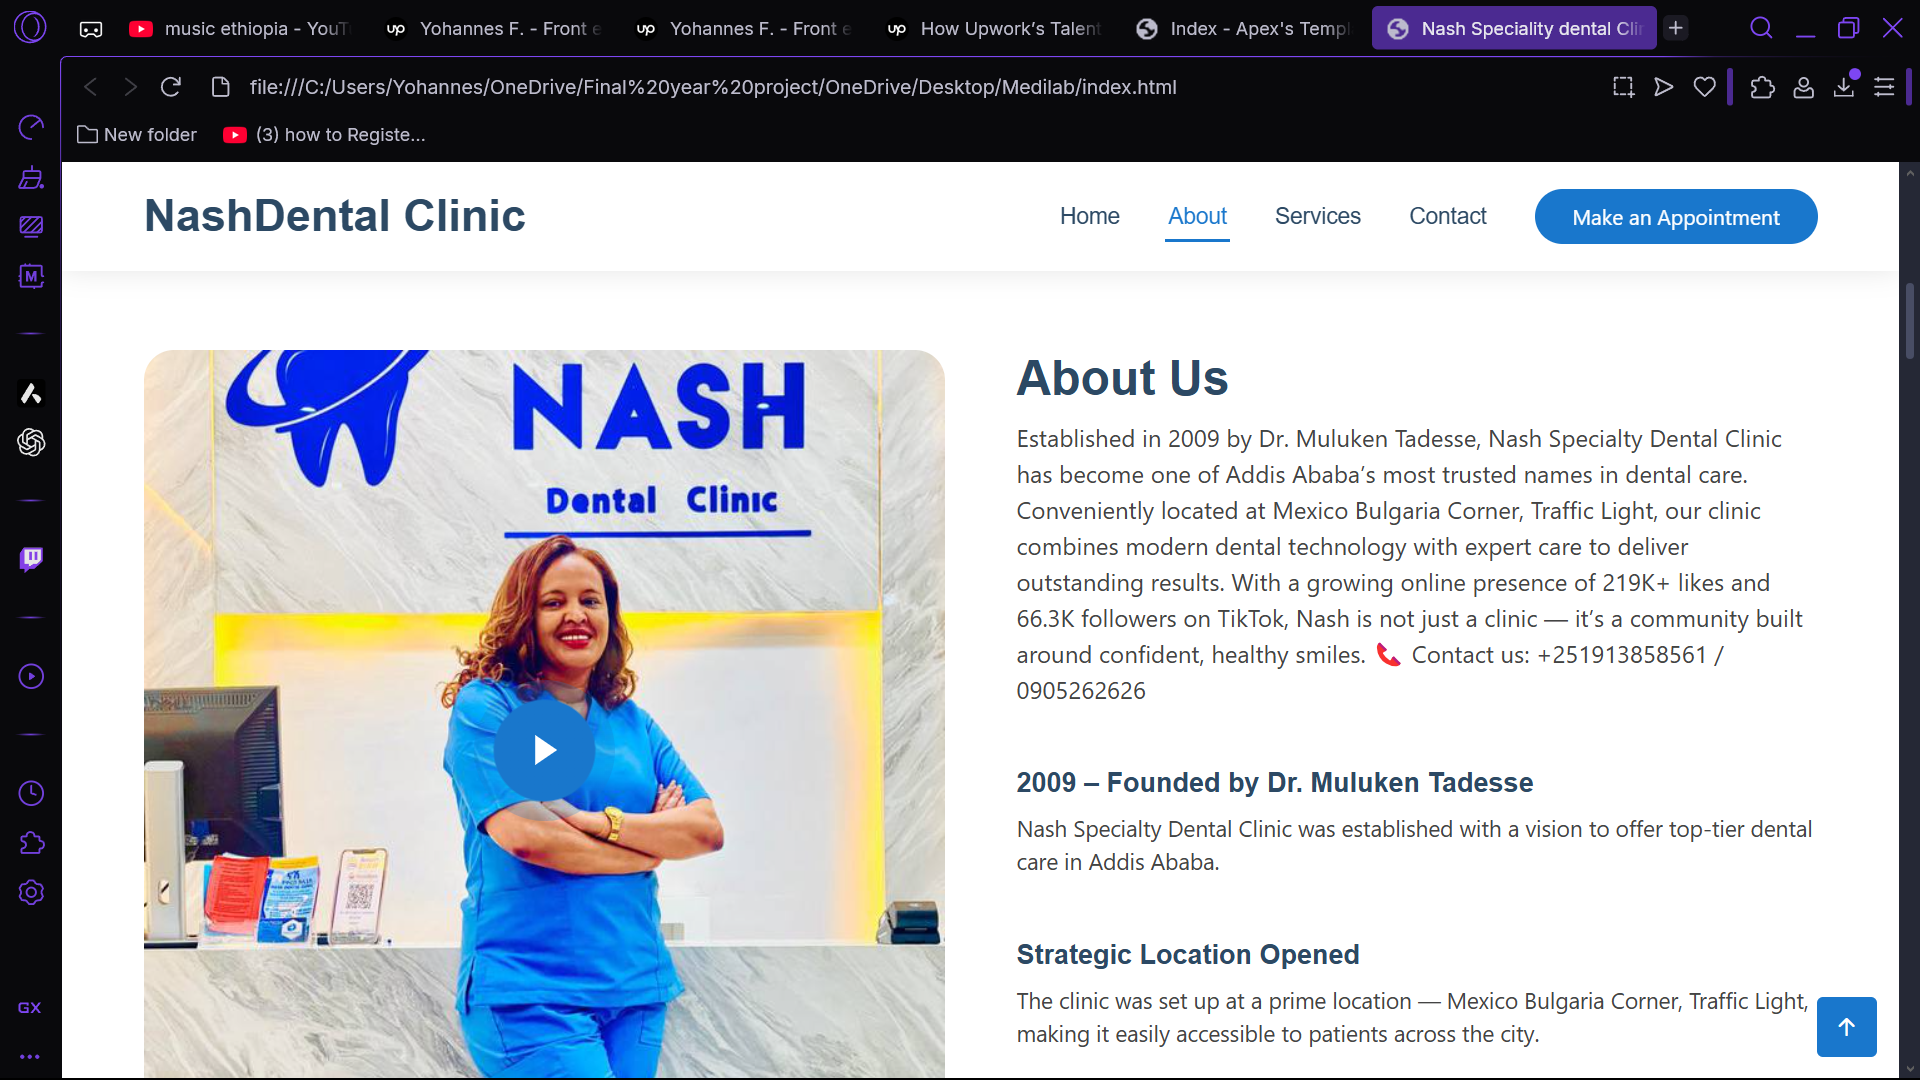 music ethiopia - YouT
Yohannes F. - Front e
Yohannes F. - Front e
How Upwork’s Talent
Index - Apex's Templ
Nash Speciality dental Clin
file:///C:/Users/Yohannes/OneDrive/Final%20year%20project/OneDrive/Desktop/Medilab/index.html
New folder
(3) how to Registe...
NashDental Clinic
Home
About
Services
Contact
Make an Appointment
NASH
Dental Clinic
About Us
Established in 2009 by Dr. Muluken Tadesse, Nash Specialty Dental Clinic
has become one of Addis Ababa’s most trusted names in dental care.
Conveniently located at Mexico Bulgaria Corner, Traffic Light, our clinic
combines modern dental technology with expert care to deliver
outstanding results. With a growing online presence of 219K+ likes and
66.3K followers on TikTok, Nash is not just a clinic — it’s a community built
around confident, healthy smiles. 📞 Contact us: +251913858561 /
0905262626
2009 – Founded by Dr. Muluken Tadesse
Nash Specialty Dental Clinic was established with a vision to offer top-tier dental
care in Addis Ababa.
Strategic Location Opened
The clinic was set up at a prime location — Mexico Bulgaria Corner, Traffic Light,
making it easily accessible to patients across the city.
M
GX